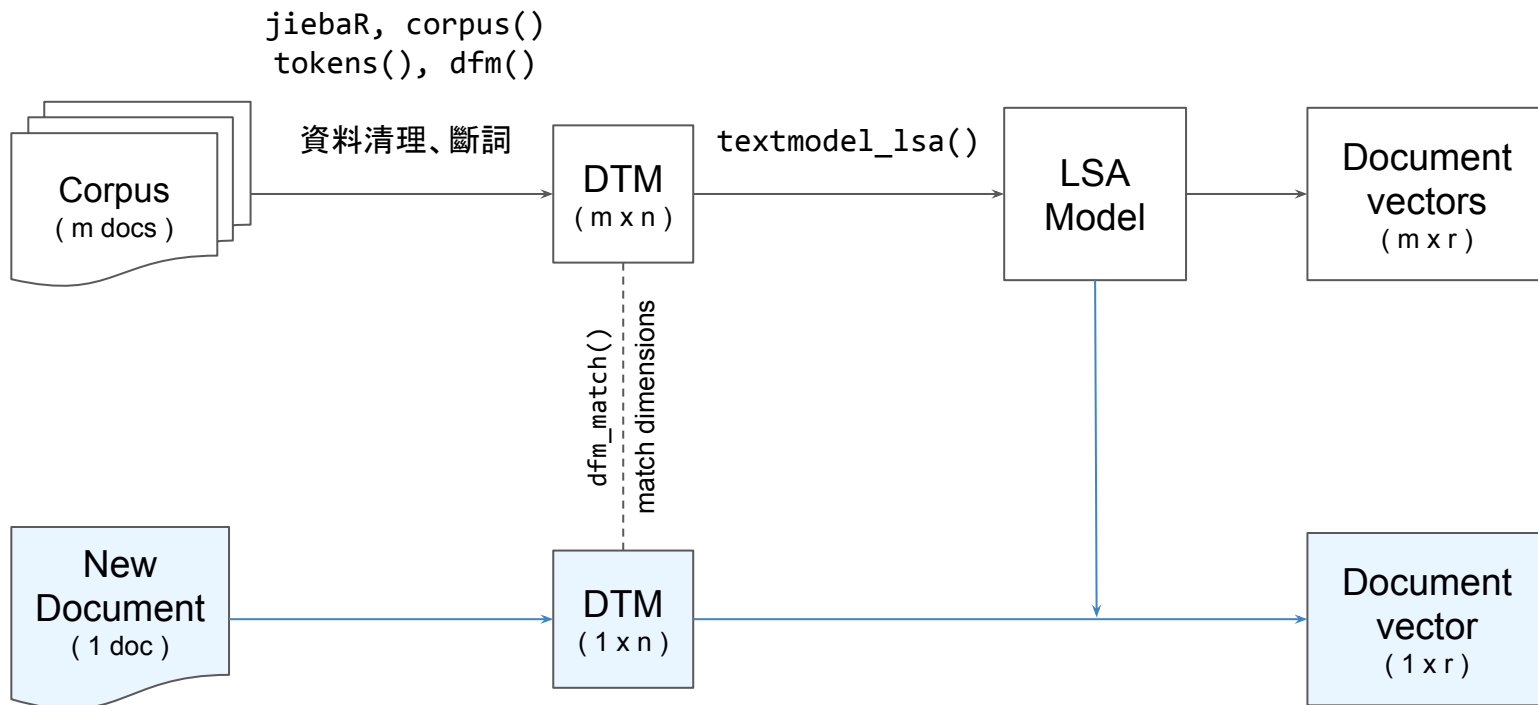 jiebaR, corpus()
tokens(), dfm()
資料清理、斷詞
textmodel_lsa()
Corpus
( m docs )
DTM
( m x n )
LSA
Model
Document
vectors
( m x r )
dfm_match()
match dimensions
New
Document
( 1 doc )
DTM
( 1 x n )
Document
vector
( 1 x r )